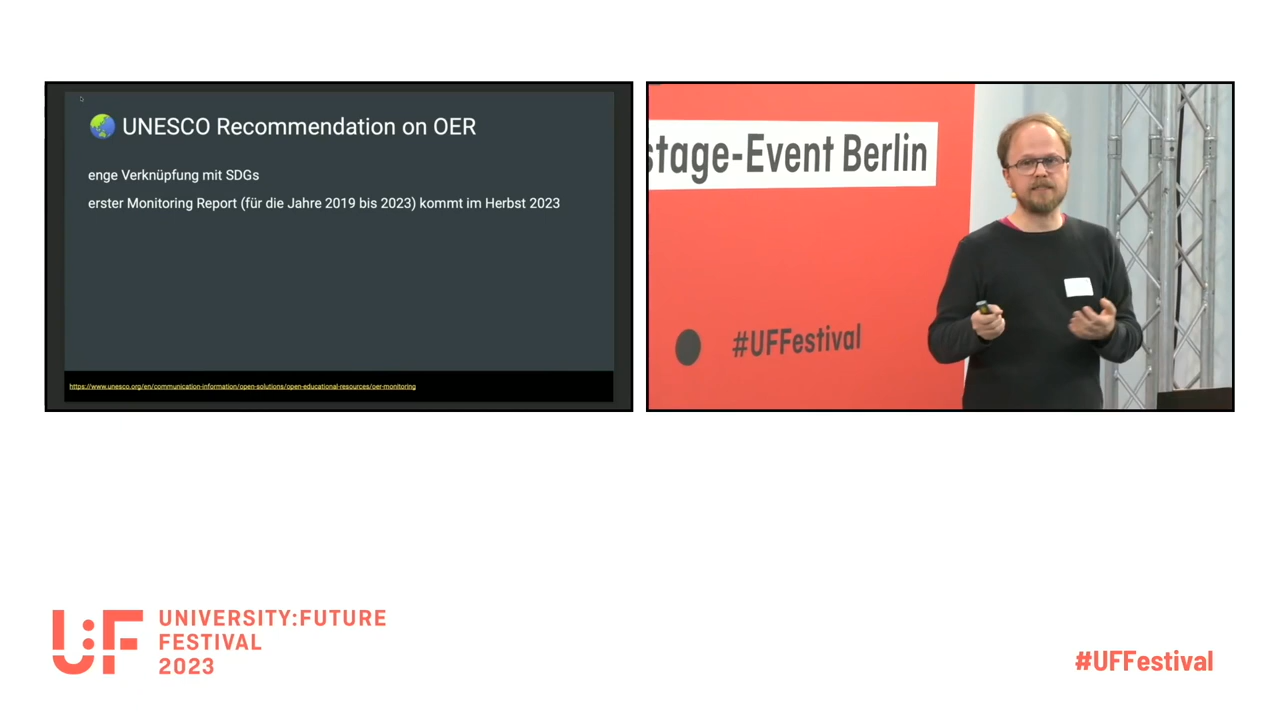 UNESCO Recommendation on OER
enge Verknüpfung mit SDGs
erster Monitoring Report (für die Jahre 2019 bis 2023) kommt im Herbst 2023
https://www.unesco.org/en/communication-information/open-solutions/open-educational-resources/oer-monitoring
stage-Event Berlin
#UFFestival
U:F
UNIVERSITY:FUTURE
FESTIVAL
2023
#UFFestival